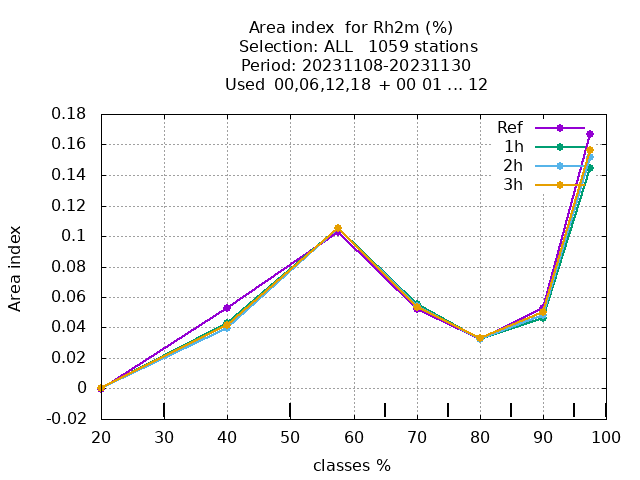 Area index  for Rh2m (%)
Selection: ALL   1059 stations
Period: 20231108-20231130
Used  00,06,12,18  + 00 01 ... 12
0.18
0.16
0.14
0.12
0.1
0.08
0.06
0.04
0.02
0
-0.02
Area index
Ref
1h
2h
3h
20 30 40 50 60 70 80 90 100
classes %